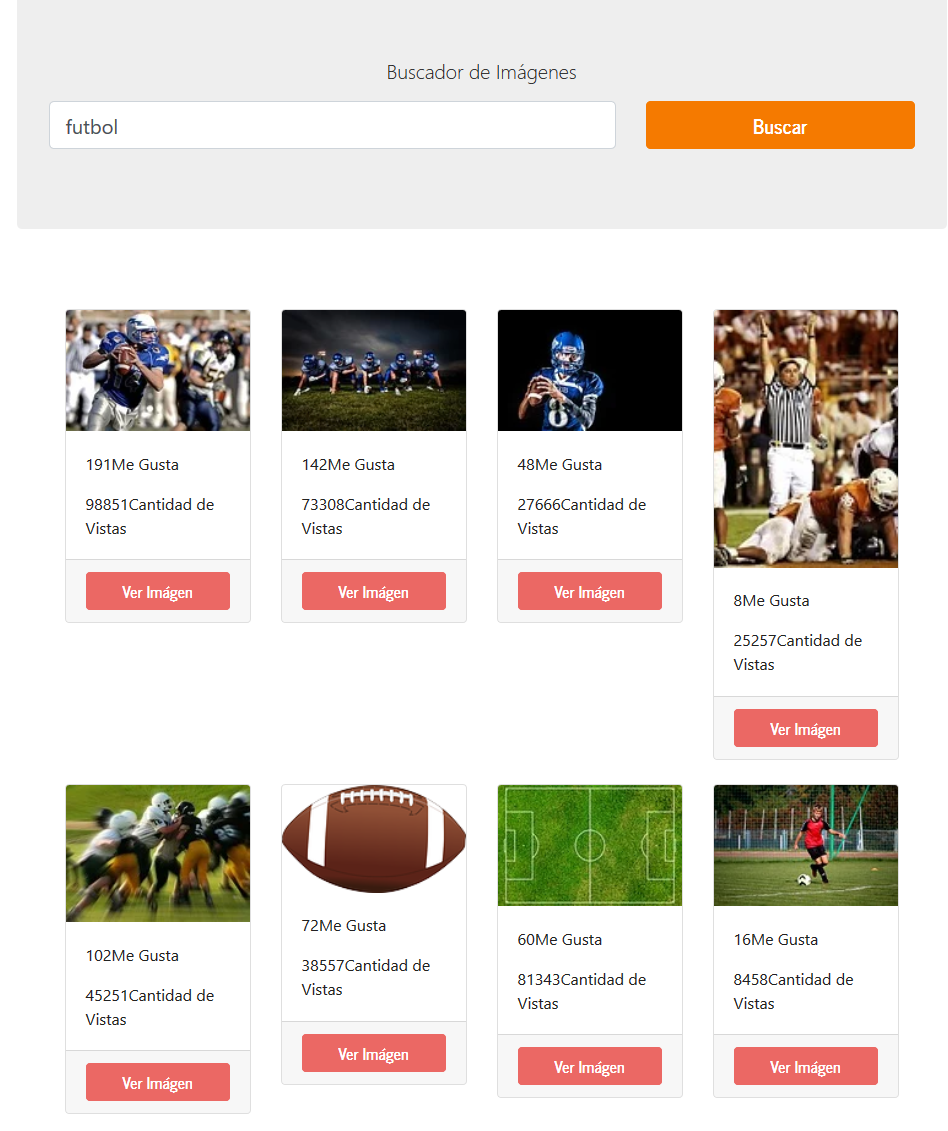 Buscador de Imágenes
futbol
Buscar
191Me Gusta
98851Cantidad de
Vistas
Ver Imágen
142Me Gusta
73308Cantidad de
Vistas
Ver Imágen
48Me Gusta
27666Cantidad de
Vistas
Ver Imágen
8Me Gusta
25257Cantidad de
Vistas
Ver Imágen
102Me Gusta
45251Cantidad de
Vistas
Ver Imágen
72Me Gusta
38557Cantidad de
Vistas
Ver Imágen
60Me Gusta
81343Cantidad de
Vistas
Ver Imágen
16Me Gusta
8458Cantidad de
Vistas
Ver Imágen